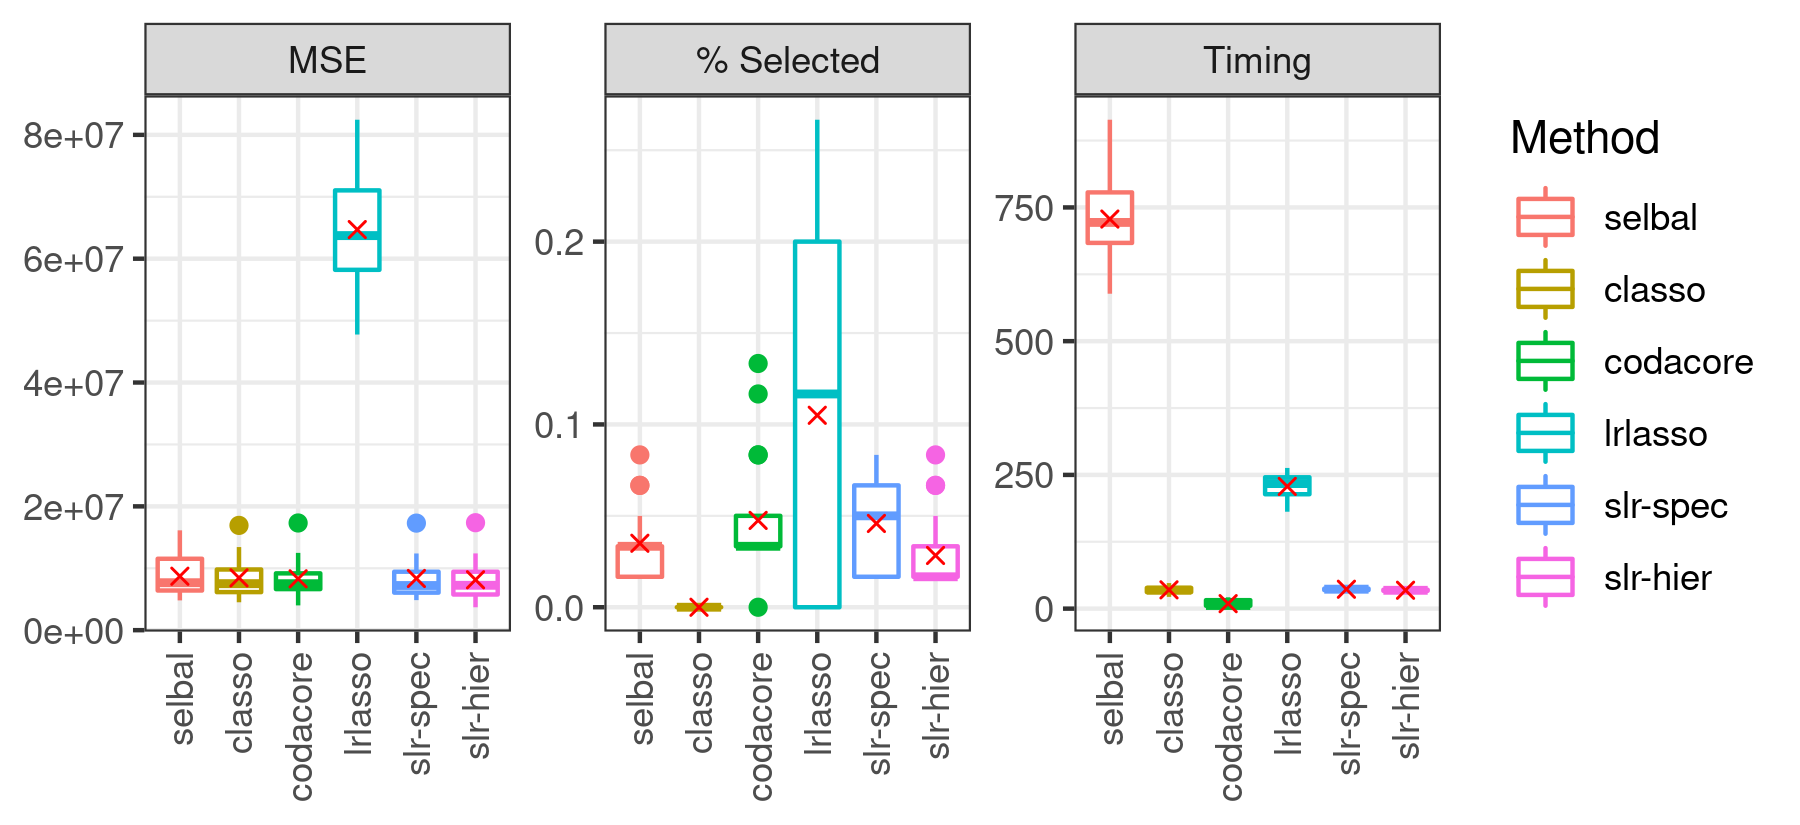 MSE
% Selected
Timing
8e+07
6e+07
4e+07
2e+07
0e+00
0.2
0.1
0.0
750
500
250
0
selbal
classo
codacore
lrlasso
slr-spec
slr-hier
selbal
classo
codacore
lrlasso
slr-spec
slr-hier
selbal
classo
codacore
lrlasso
slr-spec
slr-hier
Method
selbal
classo
codacore
lrlasso
slr-spec
slr-hier